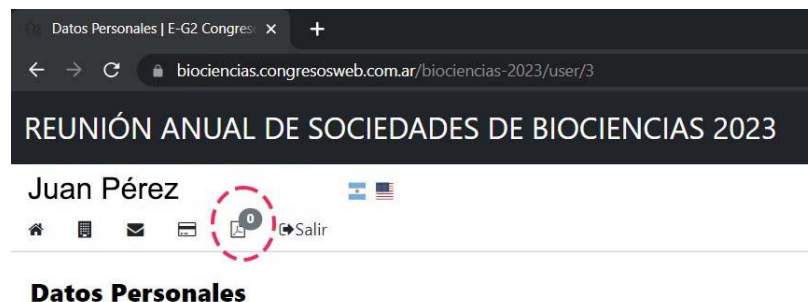 Datos Personales | E-G2 Congres
biociencias.congresosweb.com.ar/biociencias-2023/user/3
REUNIÓN ANUAL DE SOCIEDADES DE BIOCIENCIAS 2023
Juan Pérez
0 Salir
Datos Personales